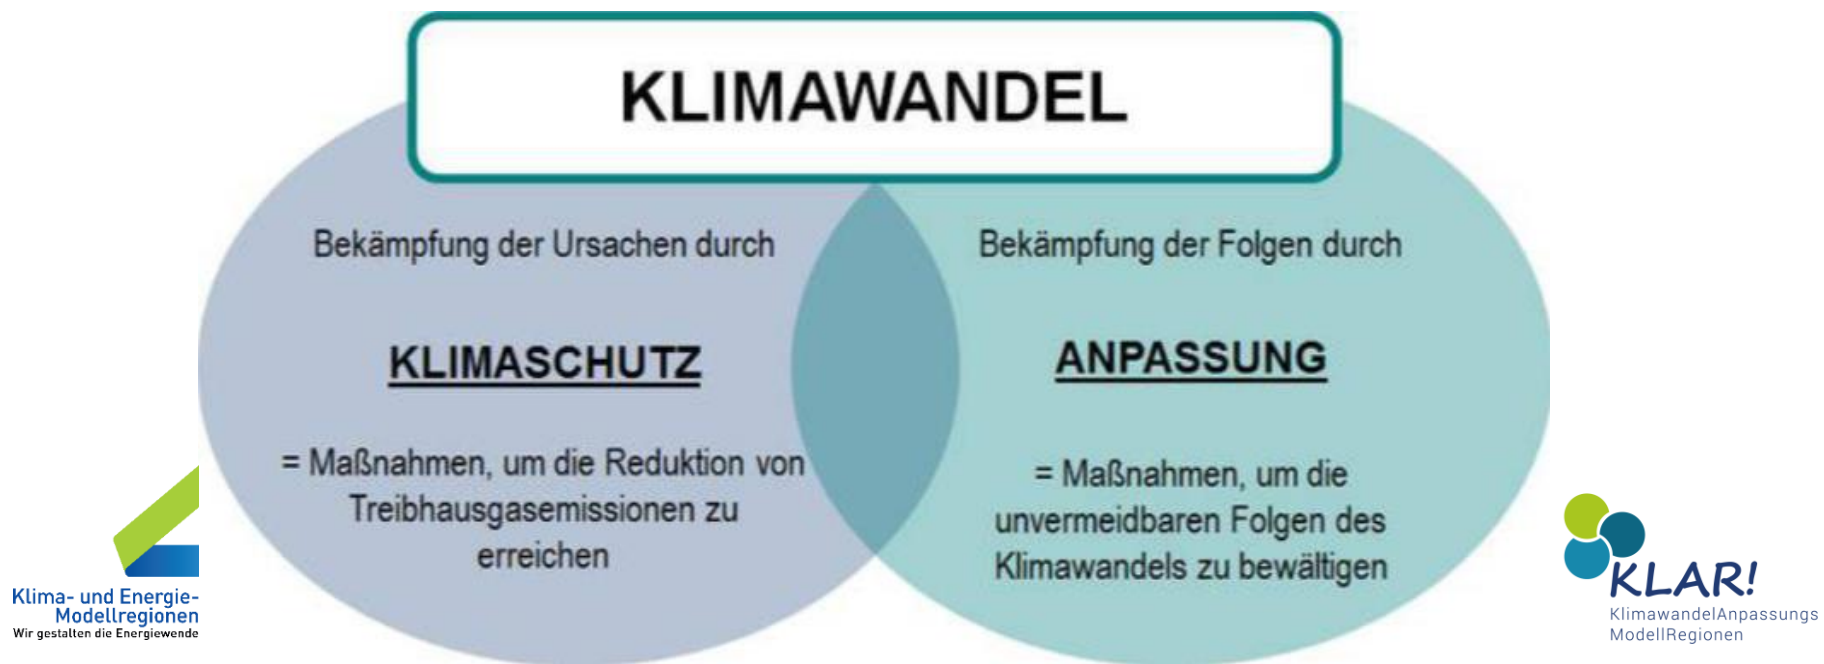 KLIMAWANDEL
Bekämpfung der Ursachen durch
KLIMASCHUTZ
= Maßnahmen, um die Reduktion von
Treibhausgasemissionen zu
erreichen
Bekämpfung der Folgen durch
ANPASSUNG
= Maßnahmen, um die
unvermeidbaren Folgen des
Klimawandels zu bewältigen
Klima- und Energie-
Modellregionen
Wir gestalten die Energiewende
KLAR!
KlimawandelAnpassungs
ModellRegionen